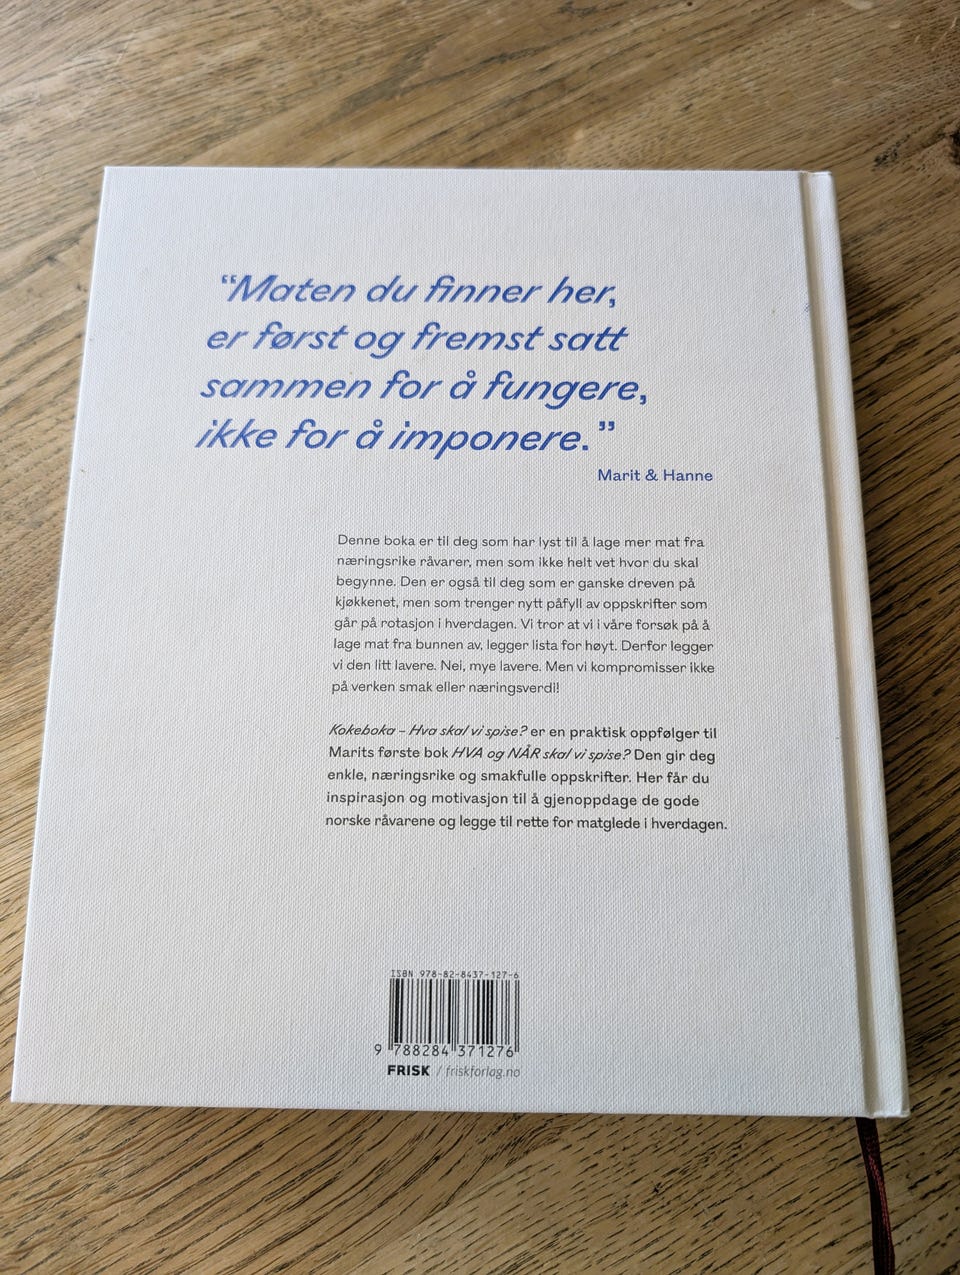 “Maten du finner her,
er først og fremst satt
sammen for å fungere,
ikke for å imponere.”
Marit & Hanne
Denne boka er til deg som har lyst til å lage mer mat fra
næringsrike råvarer, men som ikke helt vet hvor du skal
begynne. Den er også til deg som er ganske dreven på
kjøkkenet, men som trenger nytt påfyll av oppskrifter som
går på rotasjon i hverdagen. Vi tror at vi i våre forsøk på å
lage mat fra bunnen av, legger lista for høyt. Derfor legger
vi den litt lavere. Nei, mye lavere. Men vi kompromisser ikke
på verken smak eller næringsverdi!
Kokeboka – Hva skal vi spise? er en praktisk oppfølger til
Marits første bok HVA og NÅR skal vi spise? Den gir deg
enkle, næringsrike og smakfulle oppskrifter. Her får du
inspirasjon og motivasjon til å gjenoppdage de gode
norske råvarene og legge til rette for matglede i hverdagen.
ISBN 978-82-8437-127-6
9 788284 371276
FRISK / friskforlag.no